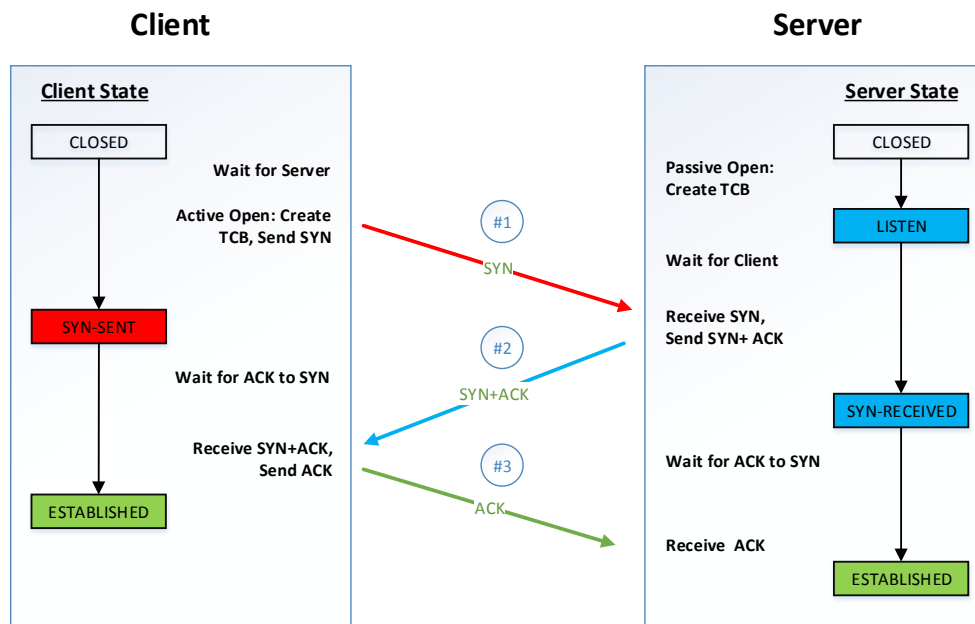 Client
Server
Client State
CLOSED
Wait for Server
Active Open: Create
TCB, Send SYN
SYN-SENT
Wait for ACK to SYN
Receive SYN+ACK,
Send ACK
ESTABLISHED
#1
SYN
#2
SYN+ACK
#3
ACK
Server State
CLOSED
Passive Open:
Create TCB
LISTEN
Wait for Client
Receive SYN,
Send SYN+ ACK
SYN-RECEIVED
Wait for ACK to SYN
Receive ACK
ESTABLISHED